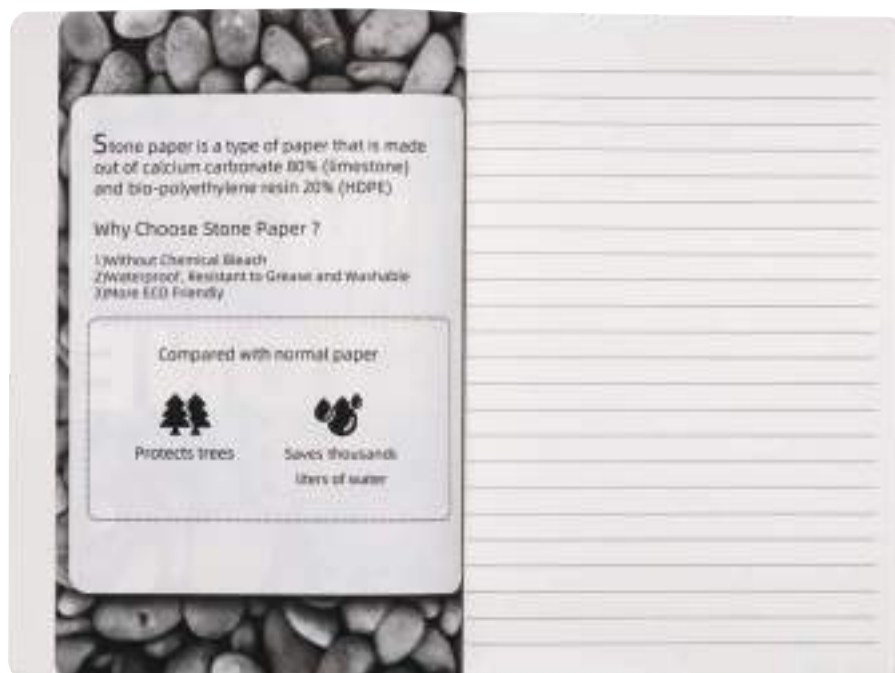 Stone paper is a type of paper that is made
out of calcium carbonate 80% (limestone)
and bio-polyethylene resin 20% (HDPE)
Why Choose Stone Paper ?
1)Without Chemical Bleach
2)Waterproof, Resistant to Grease and Washable
3)More ECO Friendly
Compared with normal paper
Protects trees
Saves thousands
liters of water